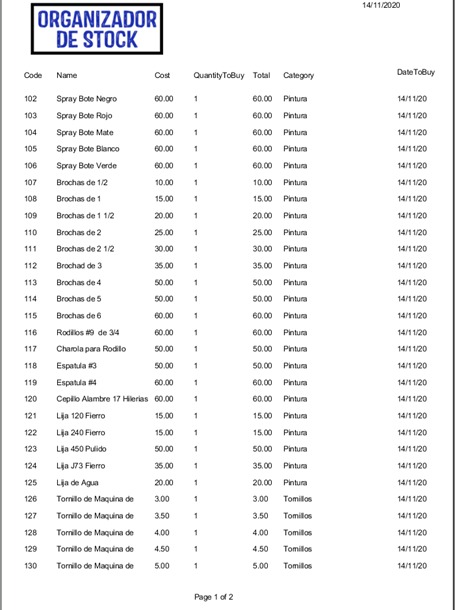 14/11/2020
ORGANIZADOR
DE STOCK
Code Name Cost QuantityToBuy Total Category DateToBuy
102 Spray Bote Negro 60.00 1 60.00 Pintura 14/11/20
103 Spray Bote Rojo 60.00 1 60.00 Pintura 14/11/20
104 Spray Bote Mate 60.00 1 60.00 Pintura 14/11/20
105 Spray Bote Blanco 60.00 1 60.00 Pintura 14/11/20
106 Spray Bote Verde 60.00 1 60.00 Pintura 14/11/20
107 Brochas de 1/2 10.00 1 10.00 Pintura 14/11/20
108 Brochas de 1 15.00 1 15.00 Pintura 14/11/20
109 Brochas de 1 1/2 20.00 1 20.00 Pintura 14/11/20
110 Brochas de 2 25.00 1 25.00 Pintura 14/11/20
111 Brochas de 2 1/2 30.00 1 30.00 Pintura 14/11/20
112 Brochad de 3 35.00 1 35.00 Pintura 14/11/20
113 Brochas de 4 50.00 1 50.00 Pintura 14/11/20
114 Brochas de 5 50.00 1 50.00 Pintura 14/11/20
115 Brochas de 6 60.00 1 60.00 Pintura 14/11/20
116 Rodillos #9 de 3/4 60.00 1 60.00 Pintura 14/11/20
117 Charola para Rodillo 50.00 1 50.00 Pintura 14/11/20
118 Espatula #3 50.00 1 50.00 Pintura 14/11/20
119 Espatula #4 60.00 1 60.00 Pintura 14/11/20
120 Cepillo Alambre 17 Hilerias 60.00 1 60.00 Pintura 14/11/20
121 Lija 120 Fierro 15.00 1 15.00 Pintura 14/11/20
122 Lija 240 Fierro 15.00 1 15.00 Pintura 14/11/20
123 Lija 450 Pulido 50.00 1 50.00 Pintura 14/11/20
124 Lija J73 Fierro 35.00 1 35.00 Pintura 14/11/20
125 Lija de Agua 20.00 1 20.00 Pintura 14/11/20
126 Tornillo de Maquina de 3.00 1 3.00 Tornillos 14/11/20
127 Tornillo de Maquina de 3.50 1 3.50 Tornillos 14/11/20
128 Tornillo de Maquina de 4.00 1 4.00 Tornillos 14/11/20
129 Tornillo de Maquina de 4.50 1 4.50 Tornillos 14/11/20
130 Tornillo de Maquina de 5.00 1 5.00 Tornillos 14/11/20
Page 1 of 2